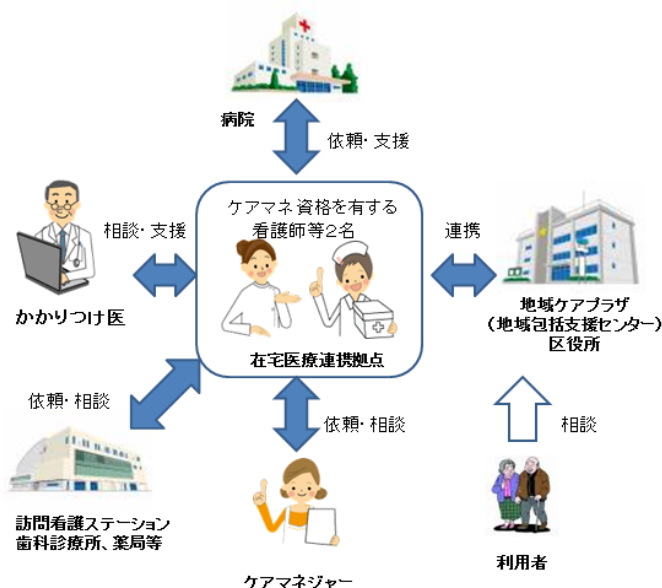 病院
依頼・支援
ケアマネ資格を有する
看護師等2名
相談・支援
連携
かかりつけ医
在宅医療連携拠点
地域ケアプラザ
（地域包括支援センター）
区役所
依頼・相談
依頼・相談
相談
訪問看護ステーション
歯科診療所、薬局等
ケアマネジャー
利用者